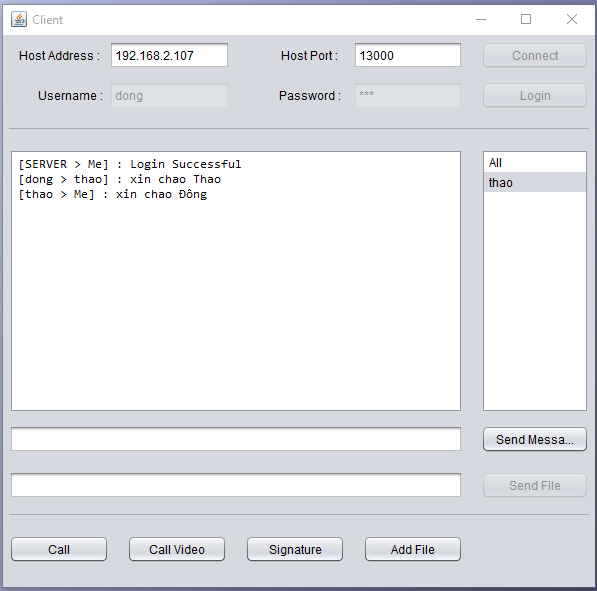 Client
Host Address : 192.168.2.107 Host Port : 13000 Connect
Username : dong Password : *** Login
[SERVER > Me] : Login Successful
[dong > thao] : xin chao Thao
[thao > Me] : xin chao Đông
All
thao
Send Messa...
Send File
Call Call Video Signature Add File